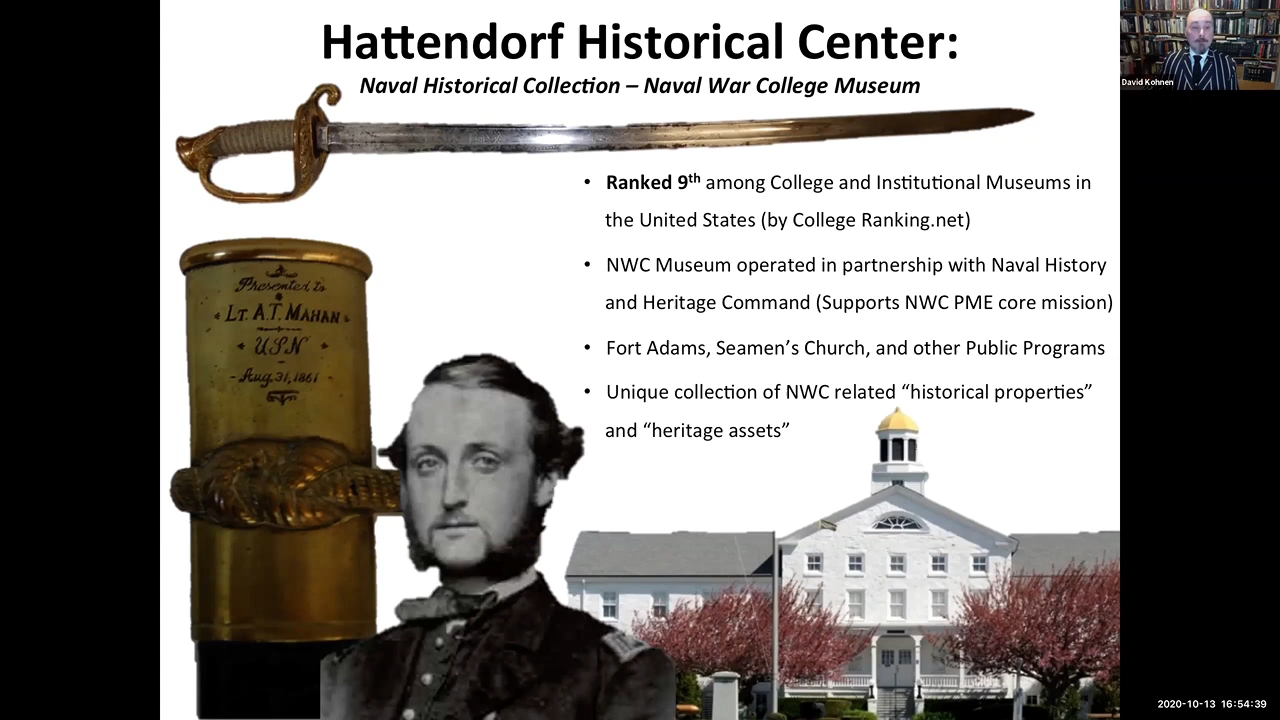 Hattendorf Historical Center:
Naval Historical Collection – Naval War College Museum
David Kohnen
• Ranked 9th among College and Institutional Museums in
the United States (by College Ranking.net)
• NWC Museum operated in partnership with Naval History
and Heritage Command (Supports NWC PME core mission)
• Fort Adams, Seamen’s Church, and other Public Programs
• Unique collection of NWC related “historical properties”
and “heritage assets”
Presented to
Lt. A.T. Mahan
USN
Aug. 31, 1861
2020-10-13 16:54:39